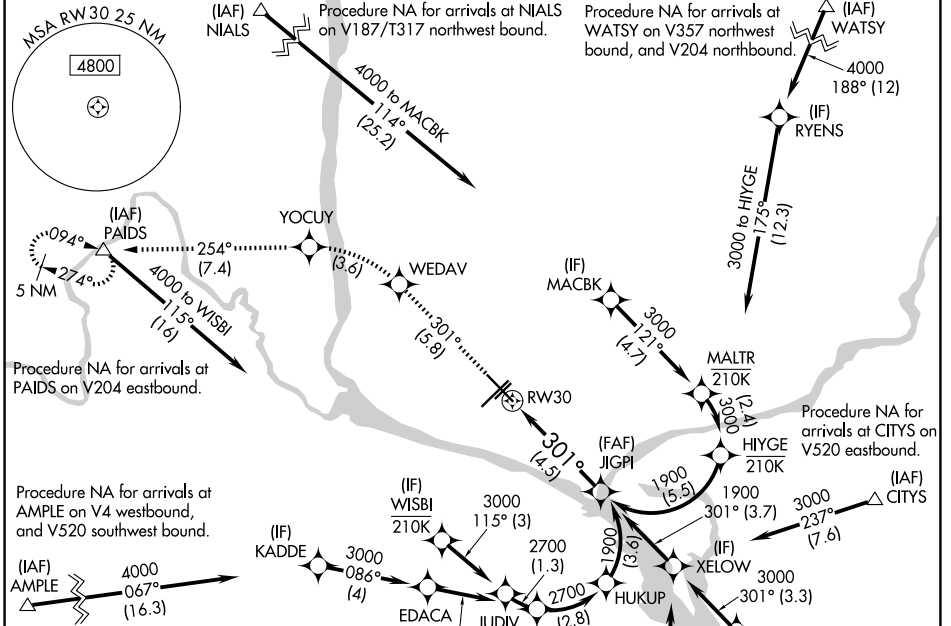 MSA RW30 25 NM
4800
(IAF)
NIALS
Procedure NA for arrivals at NIALS
on V187/T317 northwest bound.
4000 to MACBK
114°
(25.2)
Procedure NA for arrivals at
WATSY on V357 northwest
bound, and V204 northbound.
(IAF)
WATSY
4000
188° (12)
(IF)
RYENS
3000 to HIYGE
175°
(12.3)
(IAF)
PAIDS
094°
274°
5 NM
4000 to WISBI
115°
(16)
Procedure NA for arrivals at
PAIDS on V204 eastbound.
YOCUY
254°
(7.4)
(3.6)
WEDAV
301°
(5.8)
RW30
(IF)
MACBK
3000
121°
(4.7)
MALTR
210K
3000
(2.4)
HIYGE
210K
Procedure NA for
arrivals at CITYS on
V520 eastbound.
(IAF)
CITYS
3000
237°
(7.6)
301°
(4.5)
(FAF)
JIGPI
1900
(5.5)
1900
301° (3.7)
(IF)
XELOW
3000
301° (3.3)
Procedure NA for arrivals at
AMPLE on V4 westbound,
and V520 southwest bound.
(IAF)
AMPLE
4000
067°
(16.3)
(IF)
KADDE
3000
086°
(4)
EDACA
(IF)
WISBI
210K
3000
115° (3)
2700
(1.3)
JUDIV
2700
(2.8)
HUKUP
1900
(3.6)